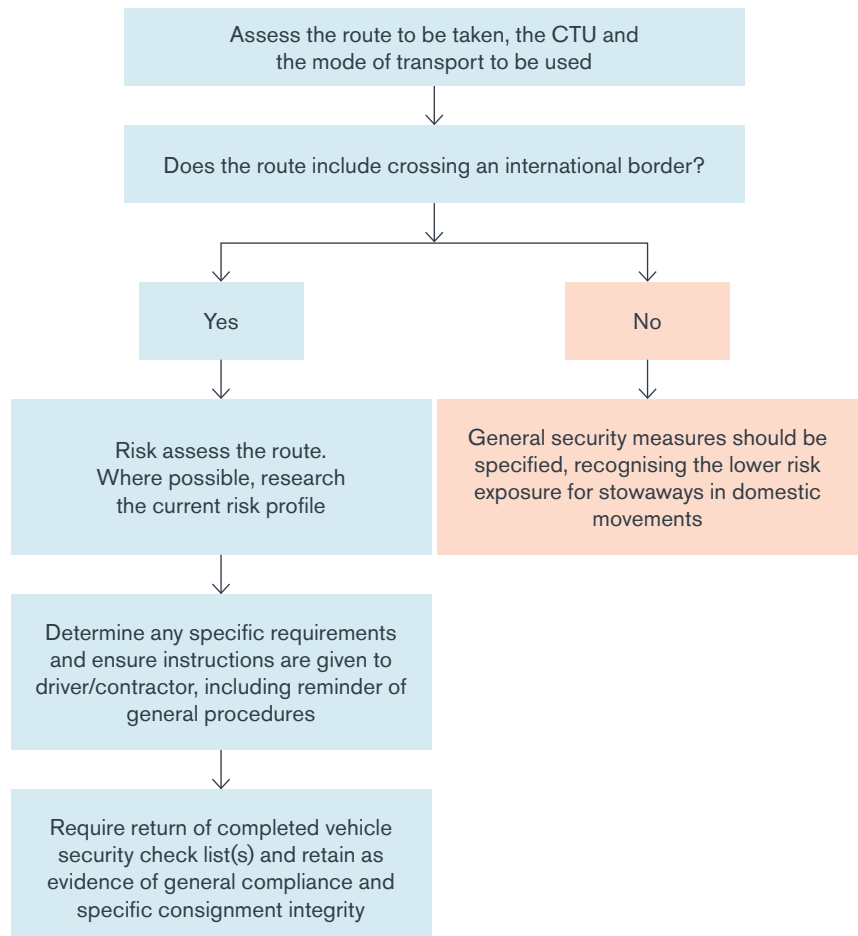 Assess the route to be taken, the CTU and
the mode of transport to be used
Does the route include crossing an international border?
Yes
No
Risk assess the route.
Where possible, research
the current risk profile
General security measures should be
specified, recognising the lower risk
exposure for stowaways in domestic
movements
Determine any specific requirements
and ensure instructions are given to
driver/contractor, including reminder of
general procedures
Require return of completed vehicle
security check list(s) and retain as
evidence of general compliance and
specific consignment integrity